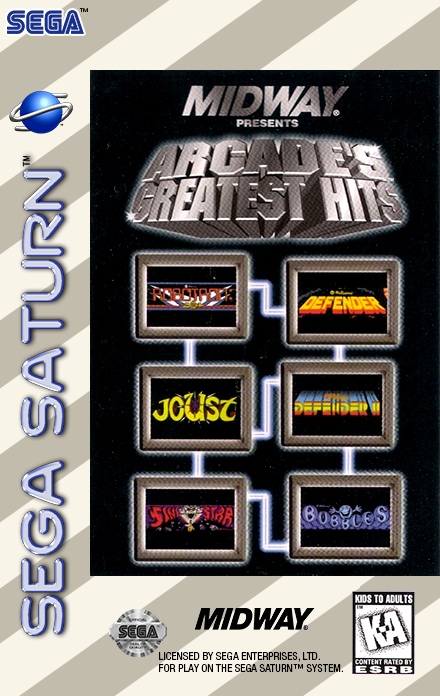 SEGA™
SEGA SATURN™
MIDWAY®
PRESENTS
ARCADE'S
GREATEST HITS
ROBOTRON
2084
Williams
DEFENDER
JOUST
DEFENDER II
SINISTAR
BUBBLES
SEGA
MIDWAY®
LICENSED BY SEGA ENTERPRISES, LTD.
FOR PLAY ON THE SEGA SATURN™ SYSTEM.
KIDS TO ADULTS
K-A
CONTENT RATED BY
ESRB